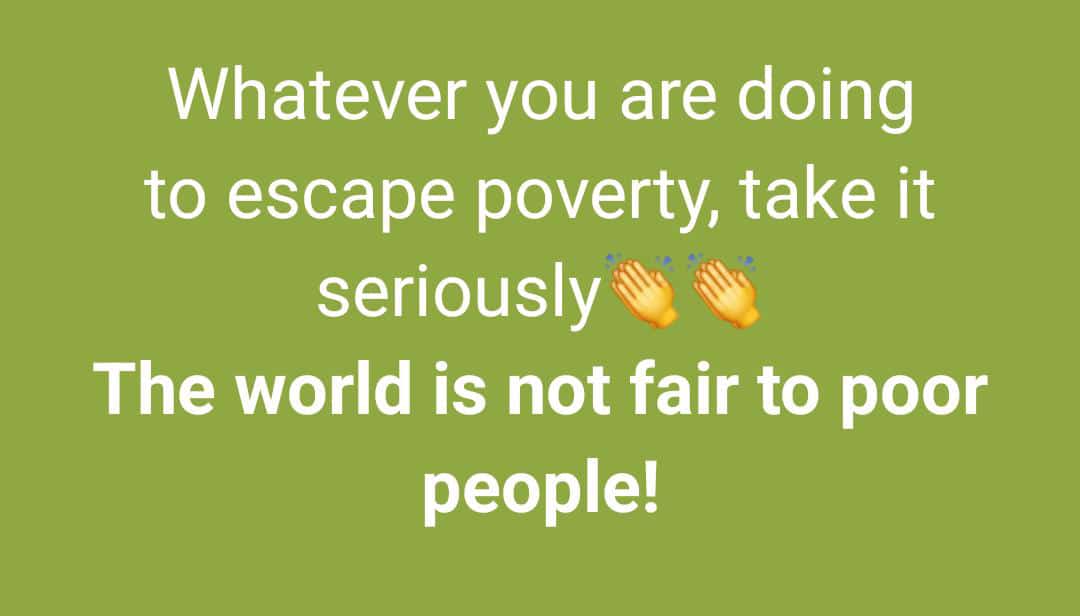 Whatever you are doing
to escape poverty, take it
seriously👏👏
The world is not fair to poor
people!